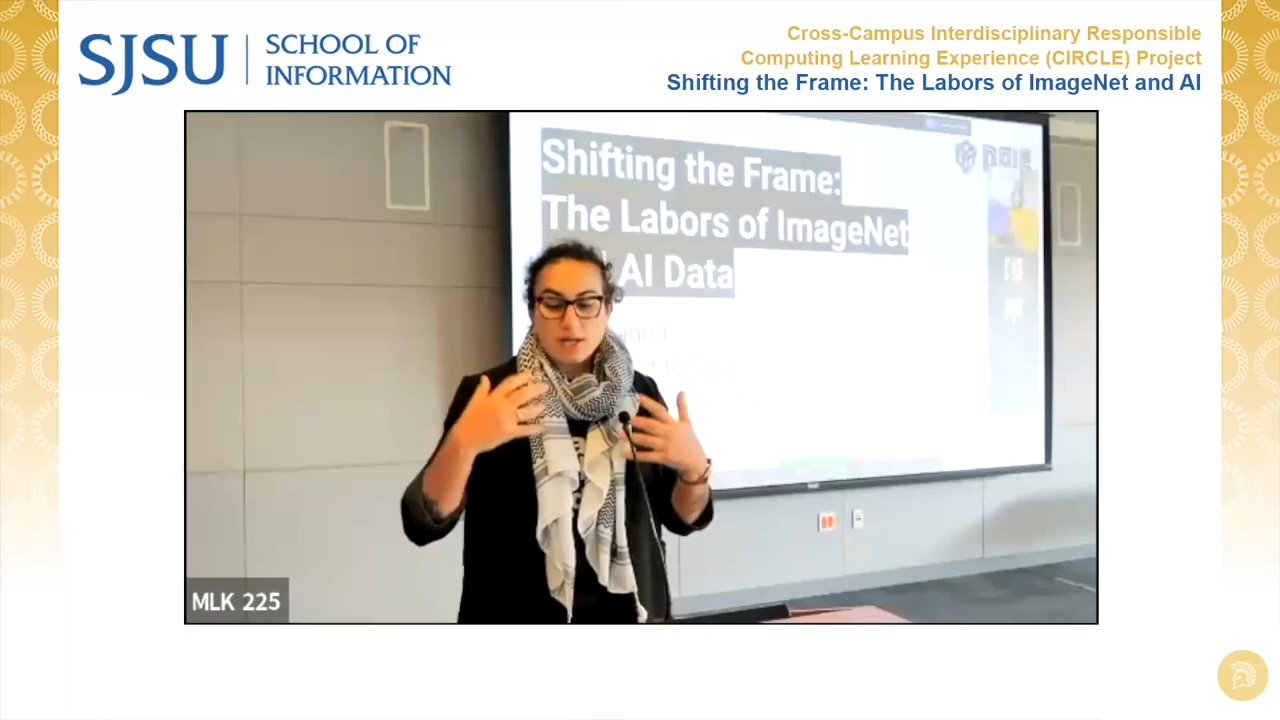 SJSU
SCHOOL OF
INFORMATION
Cross-Campus Interdisciplinary Responsible
Computing Learning Experience (CIRCLE) Project
Shifting the Frame: The Labors of ImageNet and AI
Shifting the Frame:
The Labors of ImageNet
AI Data
MLK 225